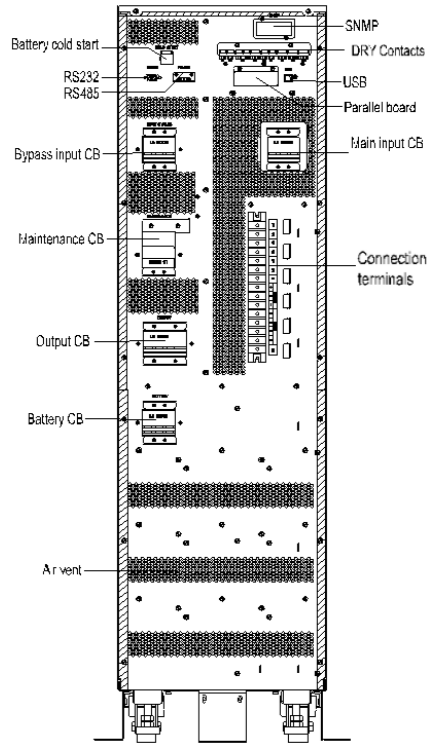 SNMP
Battery cold start
DRY Contacts
RS232
USB
RS485
Parallel board
Bypass input CB
Main input CB
Maintenance CB
Connection
terminals
Output CB
Battery CB
Air vent